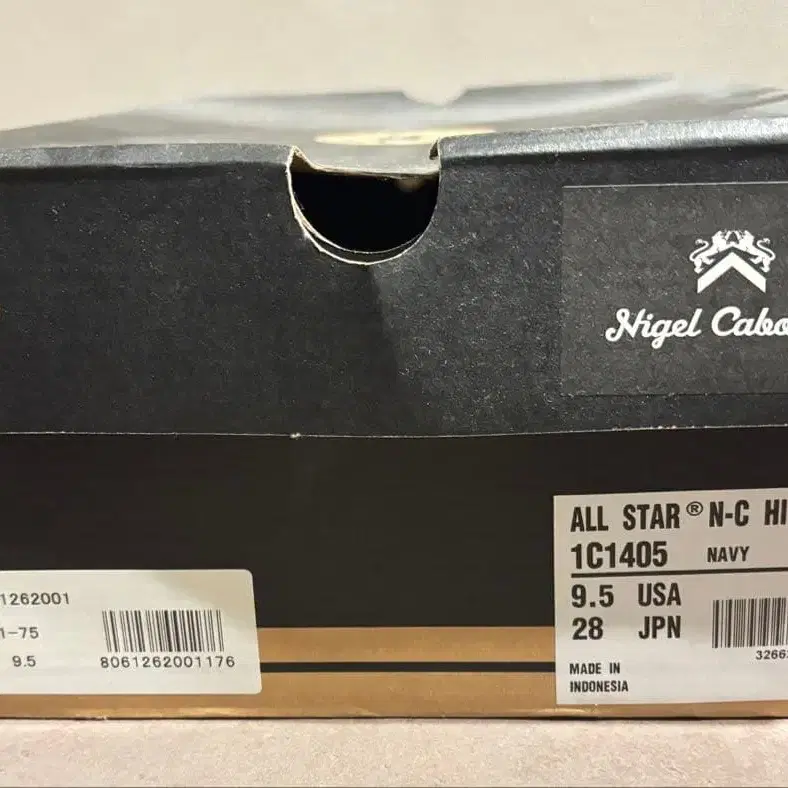 Nigel Cabo
ALL STAR® N-C HI
1C1405 NAVY
9.5 USA
28 JPN
MADE IN
INDONESIA
3266
1262001
1-75
9.5
8061262001176